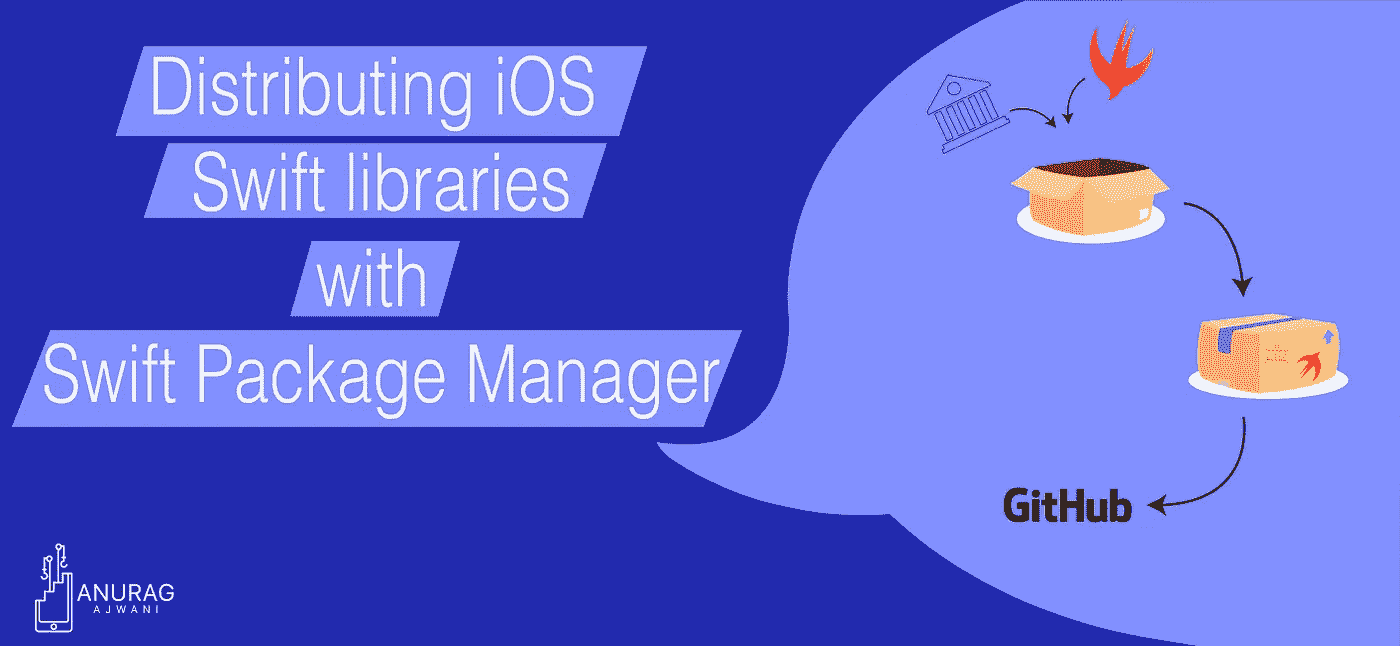 Distributing iOS
Swift libraries
with
Swift Package Manager
GitHub
ANURAG
AJWANI